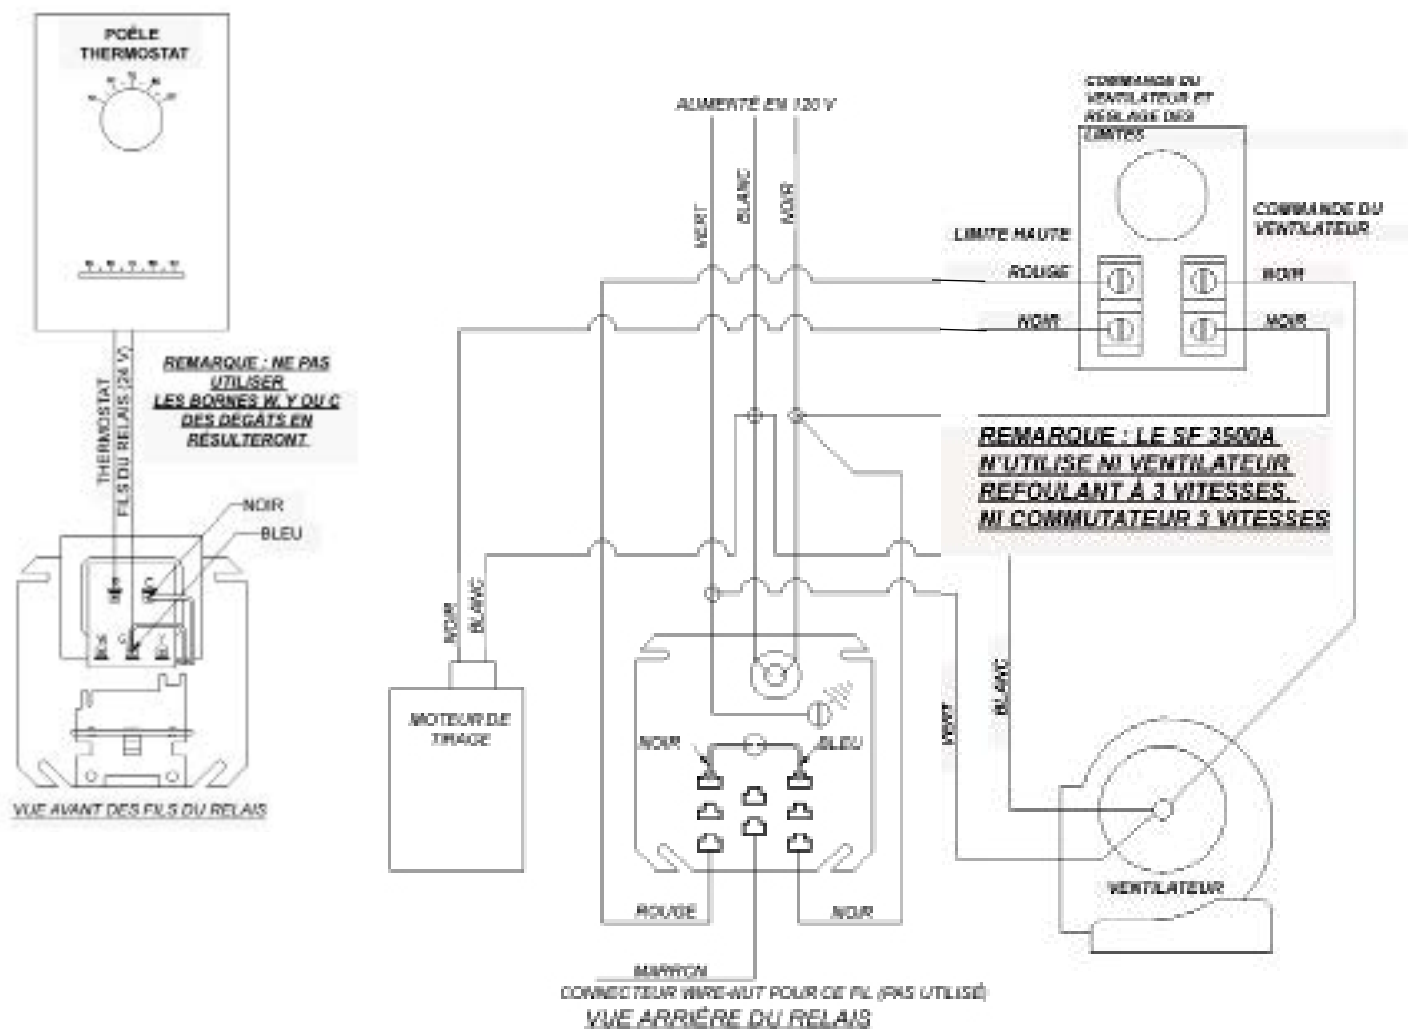 POÊLE
THERMOSTAT
THERMOSTAT
FILS DU RELAIS (24 V)
REMARQUE : NE PAS
UTILISER
LES BORNES W, Y OU C
DES DÉGÂTS EN
RÉSULTERONT
NOIR
BLEU
VUE AVANT DES FILS DU RELAIS
ALIMENTÉ EN 120 V
VERT
BLANC
NOIR
COMMANDE DU
VENTILATEUR ET
RÉGLAGE DES
LIMITES
LIMITE HAUTE
COMMANDE DU
VENTILATEUR
ROUGE
NOIR
NOIR
NOIR
REMARQUE : LE SF 3500A
N'UTILISE NI VENTILATEUR
REFOULANT À 3 VITESSES,
NI COMMUTATEUR 3 VITESSES
NOIR
BLANC
MOTEUR DE
TIRAGE
NOIR
BLEU
VERT
BLANC
VENTILATEUR
ROUGE
NOIR
MARRON
CONNECTEUR WIRE-NUT POUR CE FIL (PAS UTILISÉ)
VUE ARRIÈRE DU RELAIS